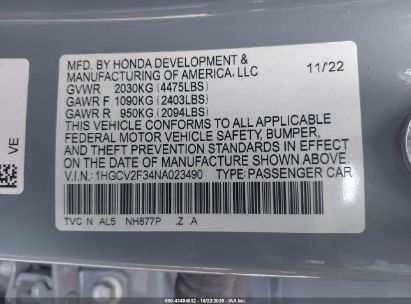 MFD. BY HONDA DEVELOPMENT &
MANUFACTURING OF AMERICA, LLC 11/22
GVWR 2030KG (4475LBS)
GAWR F 1090KG (2403LBS)
GAWR R 950KG (2094LBS)
THIS VEHICLE CONFORMS TO ALL APPLICABLE
FEDERAL MOTOR VEHICLE SAFETY, BUMPER,
AND THEFT PREVENTION STANDARDS IN EFFECT
ON THE DATE OF MANUFACTURE SHOWN ABOVE.
V.I.N.: 1HGCV2F34NA023490 TYPE: PASSENGER CAR
TVC N AL5 NH877P .Z .A
VE